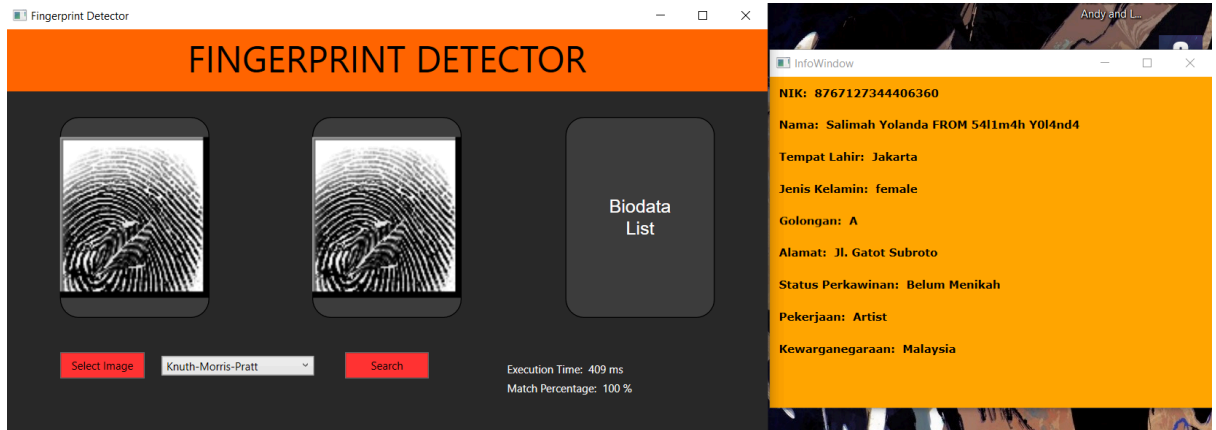 Fingerprint Detector
FINGERPRINT DETECTOR
Biodata
List
Select Image
Knuth-Morris-Pratt
Search
Execution Time: 409 ms
Match Percentage: 100 %
Andy and L...
InfoWindow
NIK: 8767127344406360
Nama: Salimah Yolanda FROM 54l1m4h Y0l4nd4
Tempat Lahir: Jakarta
Jenis Kelamin: female
Golongan: A
Alamat: Jl. Gatot Subroto
Status Perkawinan: Belum Menikah
Pekerjaan: Artist
Kewarganegaraan: Malaysia